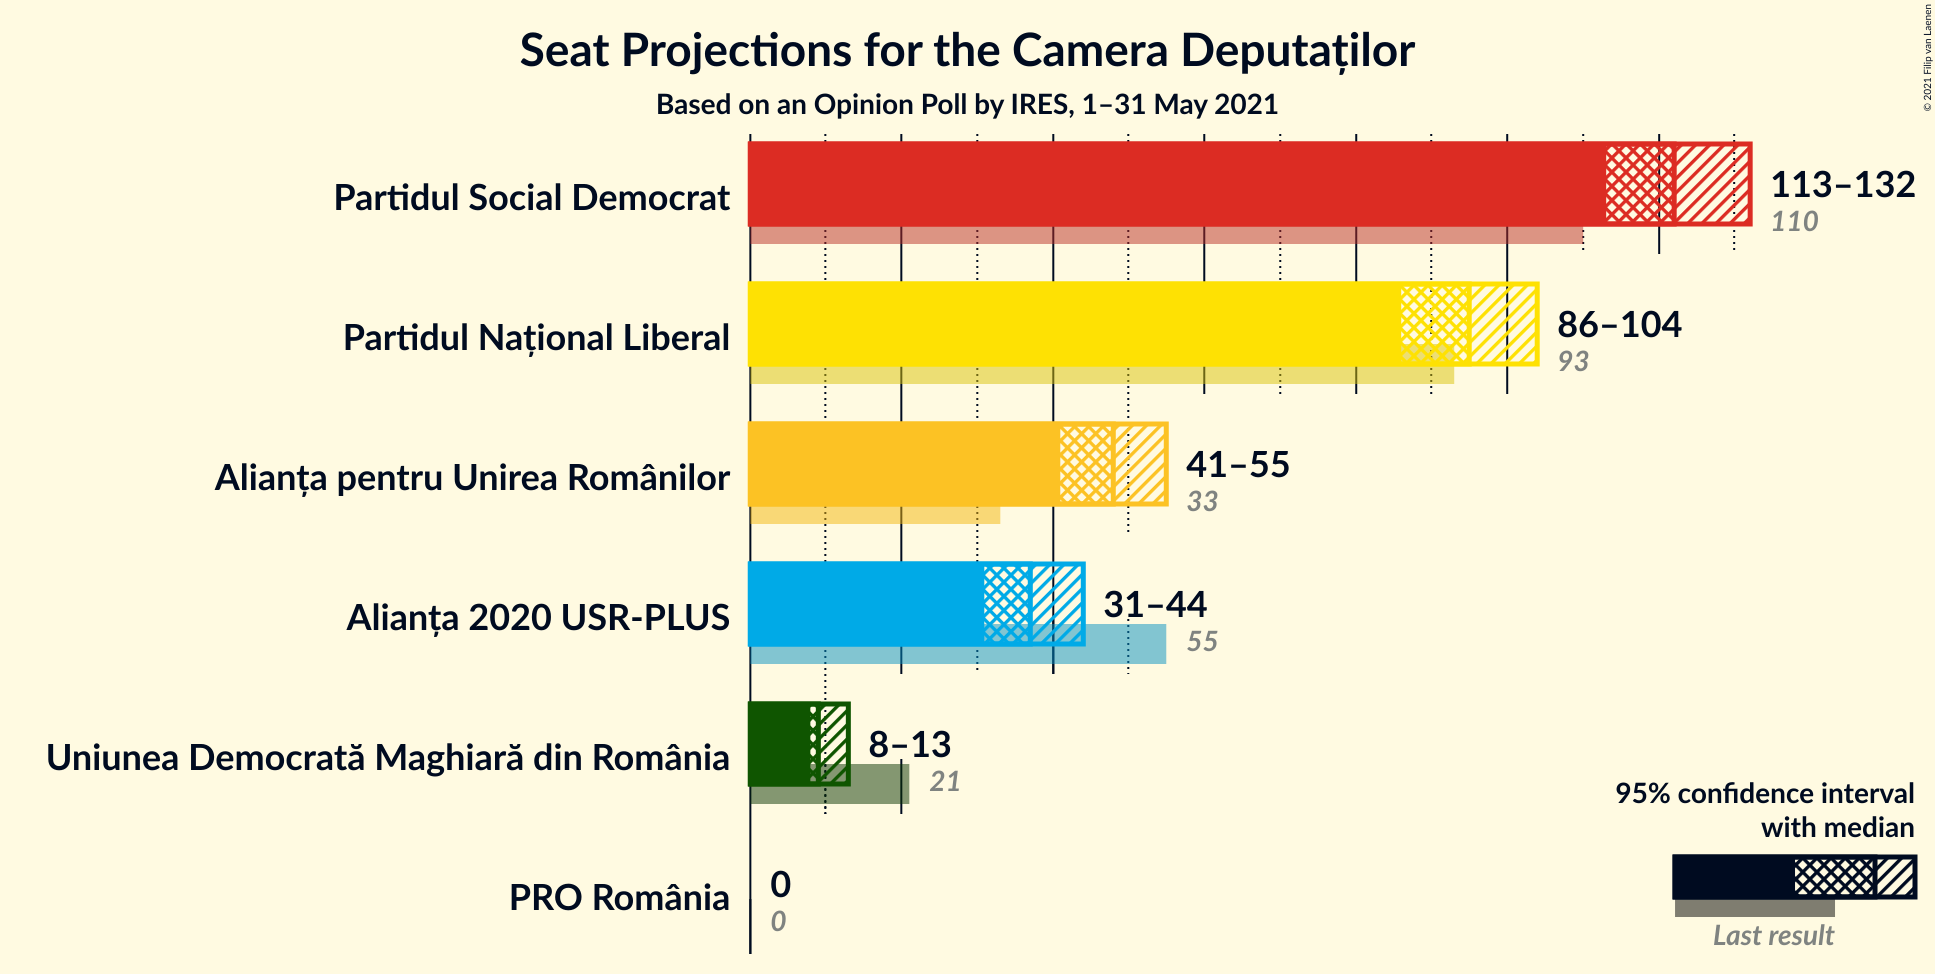 Seat Projections for the Camera Deputaților
Based on an Opinion Poll by IRES, 1–31 May 2021
© 2021 Filip van Laenen
Partidul Social Democrat
113–132
110
Partidul Național Liberal
86–104
93
Alianța pentru Unirea Românilor
41–55
33
Alianța 2020 USR-PLUS
31–44
55
Uniunea Democrată Maghiară din România
8–13
21
PRO România
0
0
95% confidence interval
with median
Last result